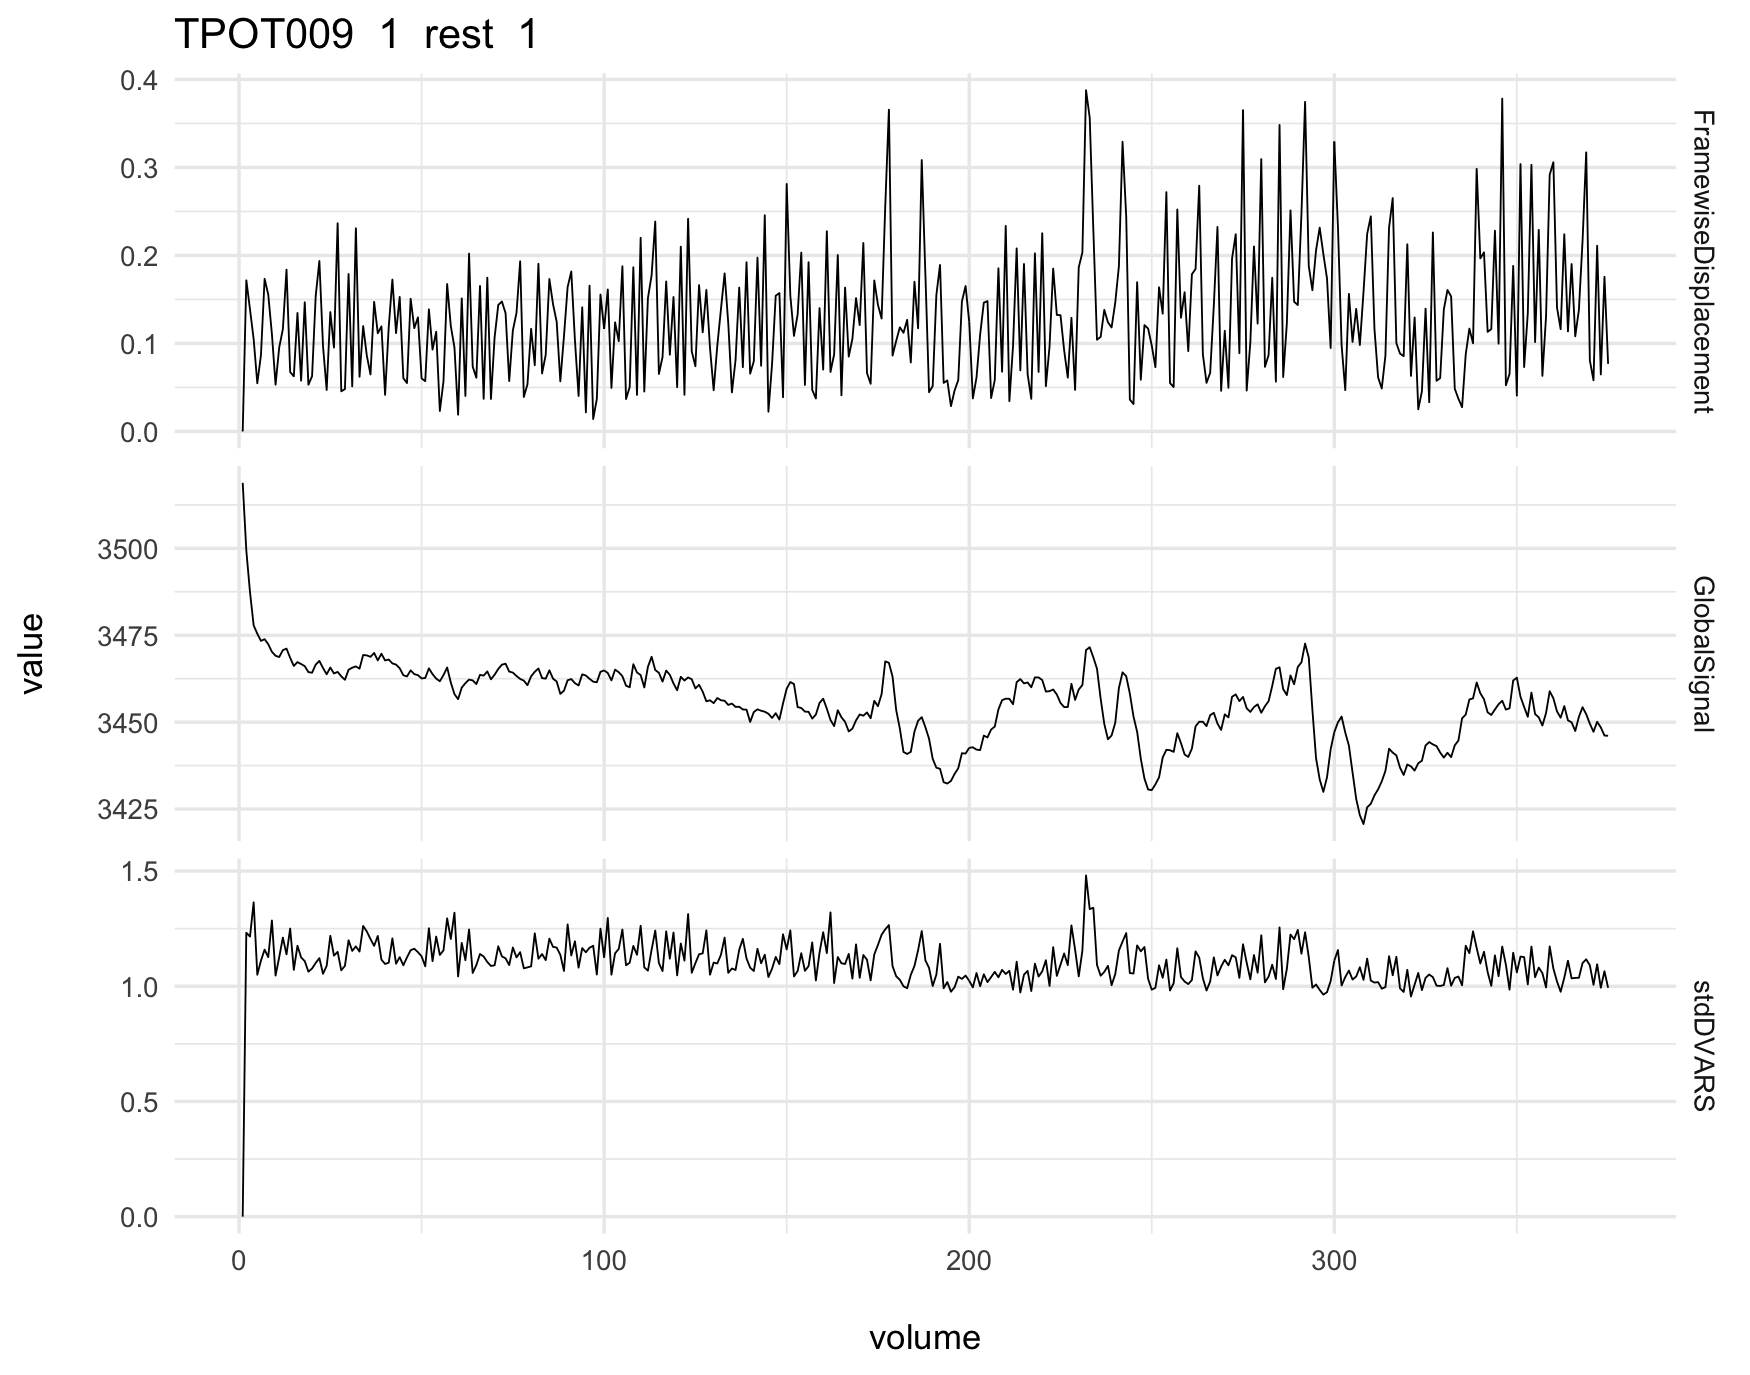 TPOT009 1 rest 1
0.4
0.3
0.2
0.1
0.0
FramewiseDisplacement
3500
3475
3450
3425
GlobalSignal
1.5
1.0
0.5
0.0
stdDVARS
value
0 100 200 300
volume